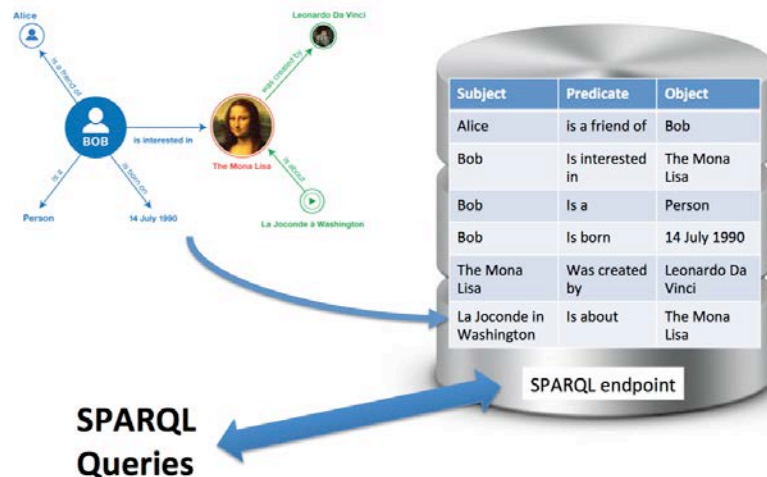 Alice
Leonardo Da Vinci
is a friend of
was created by
BOB
is interested in
The Mona Lisa
is a
is born on
is about
Person
14 July 1990
La Joconde à Washington
Subject Predicate Object
Alice is a friend of Bob
Bob Is interested The Mona
in Lisa
Bob Is a Person
Bob Is born 14 July 1990
The Mona Was created Leonardo Da
Lisa by Vinci
La Joconde in Is about The Mona
Washington Lisa
SPARQL endpoint
SPARQL
Queries